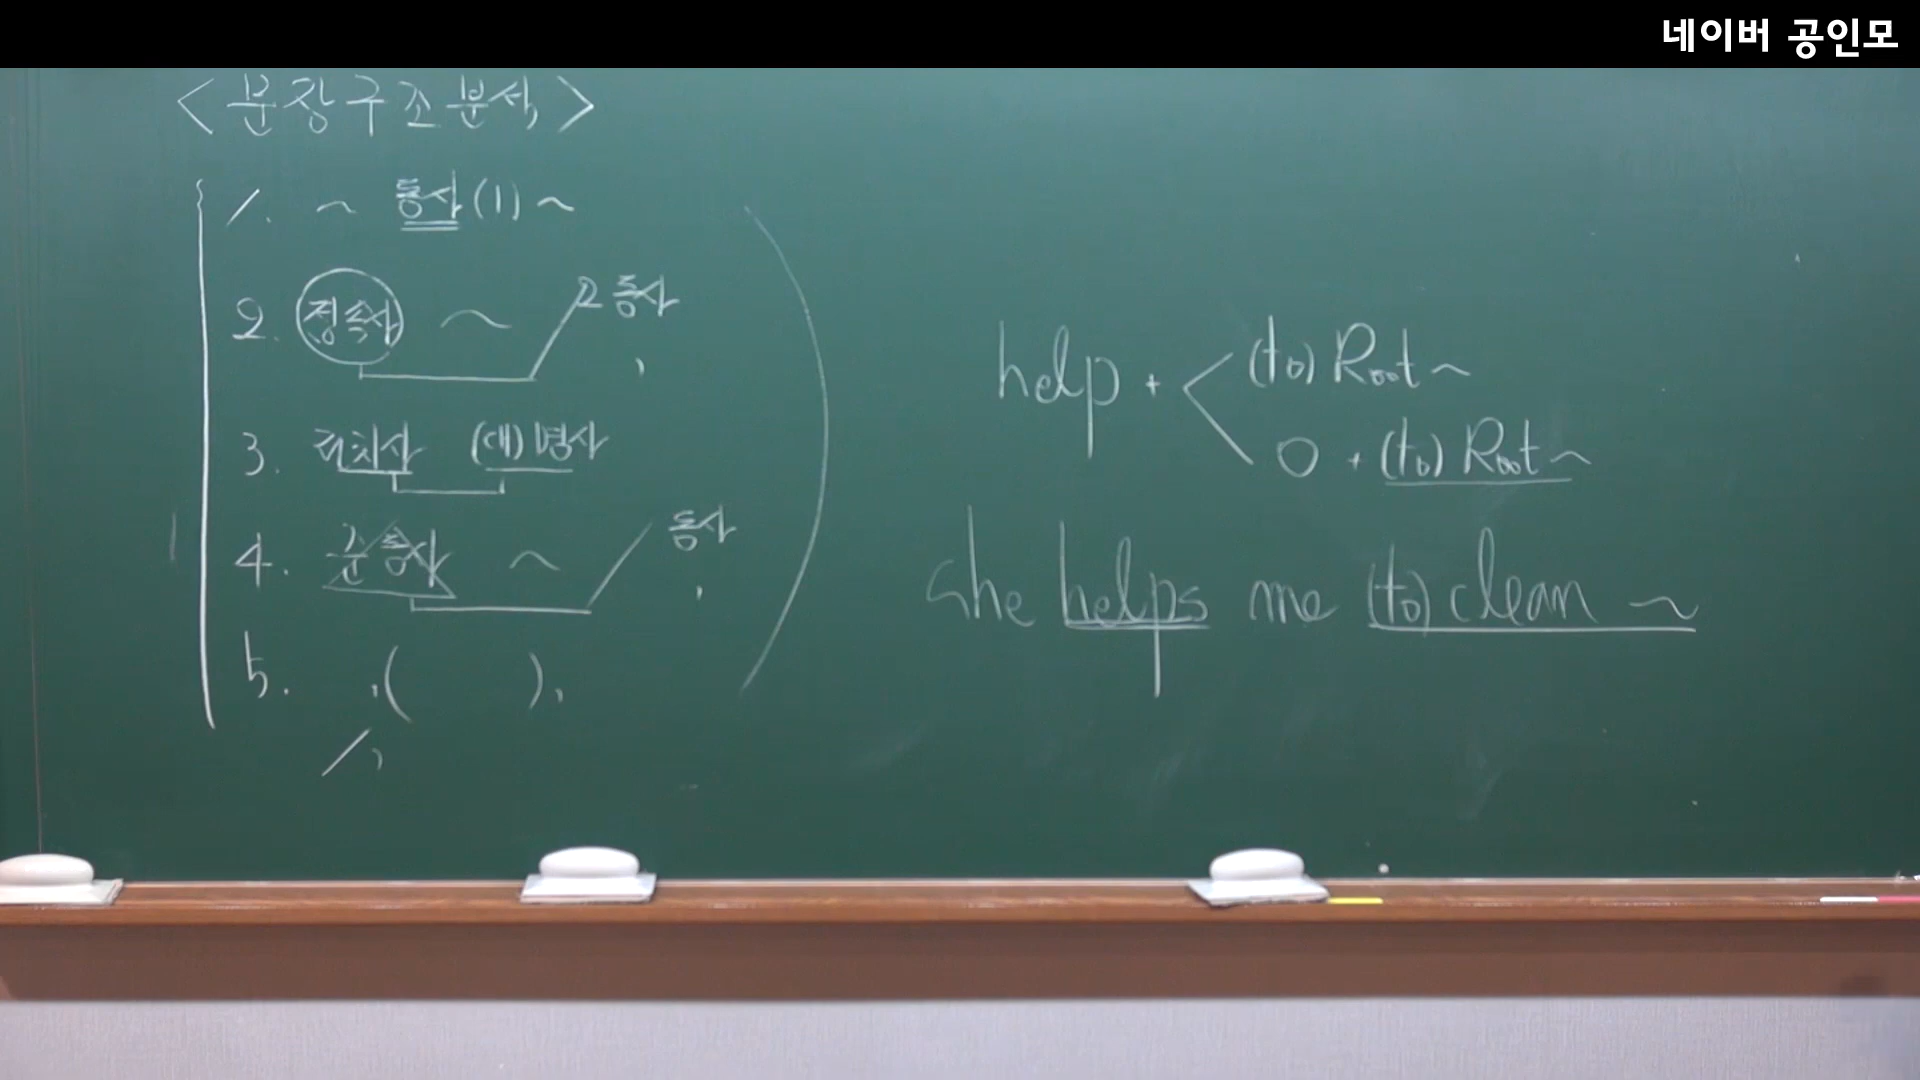 네이버 공인모
<문장구조분석>
1. ~ 동사(1) ~
2. 접속사 ~ 2동사 ,
3. 전치사 (대)명사
4. 준동사 ~ 동사 ,
5. ,( ),
/,
help + < (to) Root ~
O + (to) Root ~
She helps me (to) clean ~